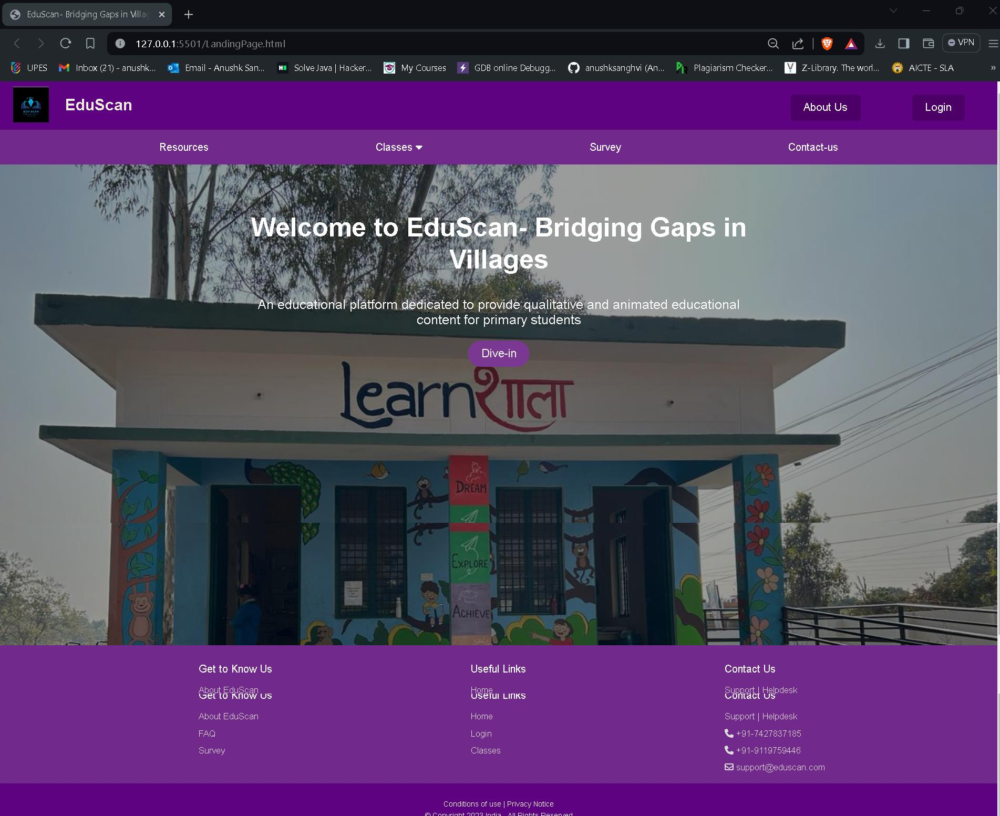 EduScan- Bridging Gaps in Villag
127.0.0.1:5501/LandingPage.html
VPN
UPES
Inbox (21) - anushk...
Email - Anushk San...
Solve Java | Hacker...
My Courses
GDB online Debugg...
anushksanghvi (An...
Plagiarism Checker...
Z-Library. The worl...
AICTE - SLA
»
EDU SCAN
EduScan
About Us
Login
Resources
Classes
Survey
Contact-us
Welcome to EduScan- Bridging Gaps in
Villages
An educational platform dedicated to provide qualitative and animated educational
content for primary students
Dive-in
Learnशाला
DREAM
EXPLORE
ACHIEVE
Get to Know Us
Useful Links
Contact Us
About EduScan
Home
Support | Helpdesk
Get to Know Us
Useful Links
Contact Us
About EduScan
Home
Support | Helpdesk
FAQ
Login
+91-7427837185
Survey
Classes
+91-9119759446
support@eduscan.com
Conditions of use | Privacy Notice
© Copyright 2023 India - All Rights Reserved